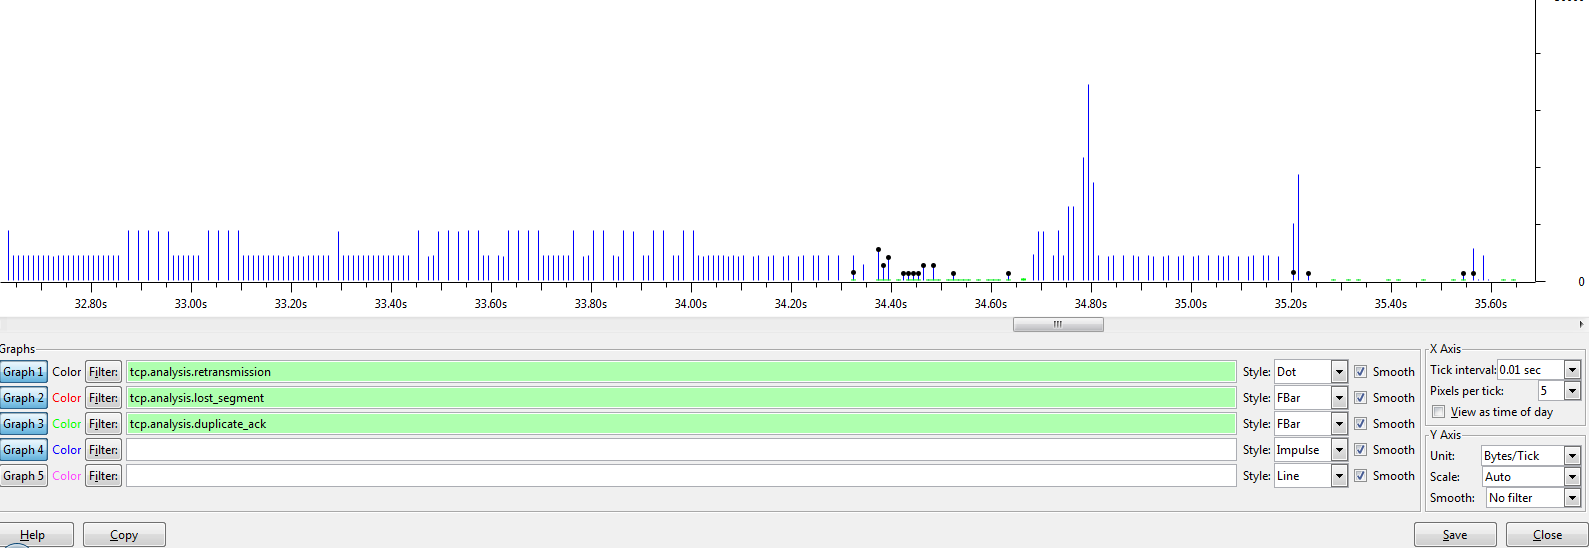 0
32.80s 33.00s 33.20s 33.40s 33.60s 33.80s 34.00s 34.20s 34.40s 34.60s 34.80s 35.00s 35.20s 35.40s 35.60s
Graphs
Graph 1 Color Filter: tcp.analysis.retransmission Style: Dot Smooth
Graph 2 Color Filter: tcp.analysis.lost_segment Style: FBar Smooth
Graph 3 Color Filter: tcp.analysis.duplicate_ack Style: FBar Smooth
Graph 4 Color Filter: Style: Impulse Smooth
Graph 5 Color Filter: Style: Line Smooth
X Axis
Tick interval: 0.01 sec
Pixels per tick: 5
View as time of day
Y Axis
Unit: Bytes/Tick
Scale: Auto
Smooth: No filter
Help Copy Save Close